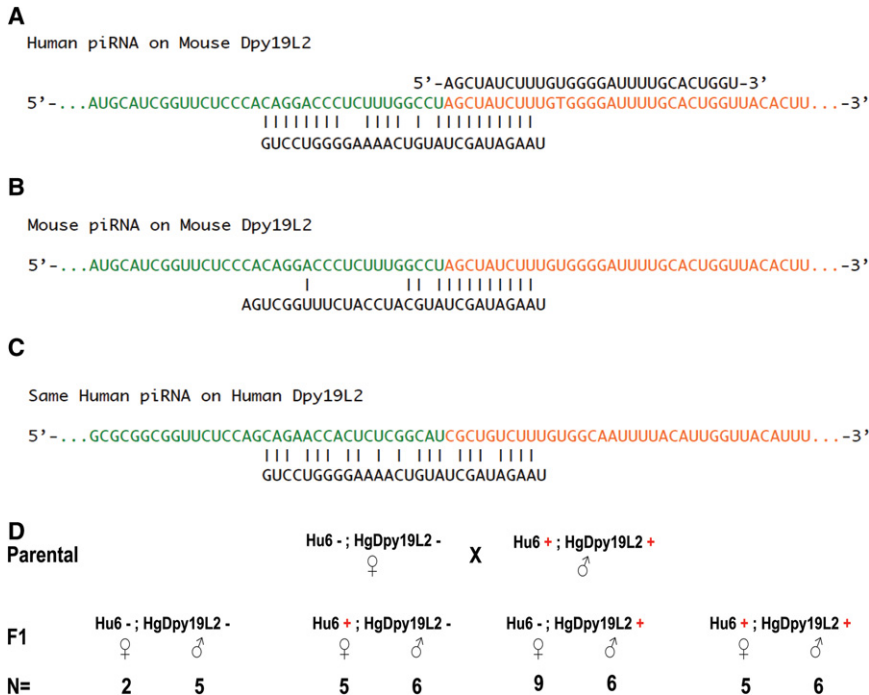 A
Human piRNA on Mouse Dpy19L2
5'-AGCUAUCUUUGUGGGGAUUUUGCACUGGU-3'
5'-...AUGCAUCGGUUCUCCCACAGGACCCUCUUUGGCCUAGCUAUCUUUGTGGGGAUUUUGCACUGGUUACACUU...-3'
GUCCUGGGGAAAACUGUAUCGAUAGAAU
B
Mouse piRNA on Mouse Dpy19L2
5'-...AUGCAUCGGUUCUCCCACAGGACCCUCUUUGGCCUAGCUAUCUUUGUGGGGAUUUUGCACUGGUUACACUU...-3'
AGUCGGUUUCUACCUACGUAUCGAUAGAAU
C
Same Human piRNA on Human Dpy19L2
5'-...GCGCGGCGGUUCUCCAGCAGAACCACUCUCGGCAUCGCUGUCUUUGUGGCAAUUUUACAUUGGUUACAUUU...-3'
GUCCUGGGGAAAACUGUAUCGAUAGAAU
D
Parental
Hu6 - ; HgDpy19L2 - X Hu6 + ; HgDpy19L2 +
♀ ♂
F1
Hu6 - ; HgDpy19L2 - Hu6 + ; HgDpy19L2 - Hu6 - ; HgDpy19L2 + Hu6 + ; HgDpy19L2 +
♀ ♂ ♀ ♂ ♀ ♂ ♀ ♂
N= 2 5 5 6 9 6 5 6